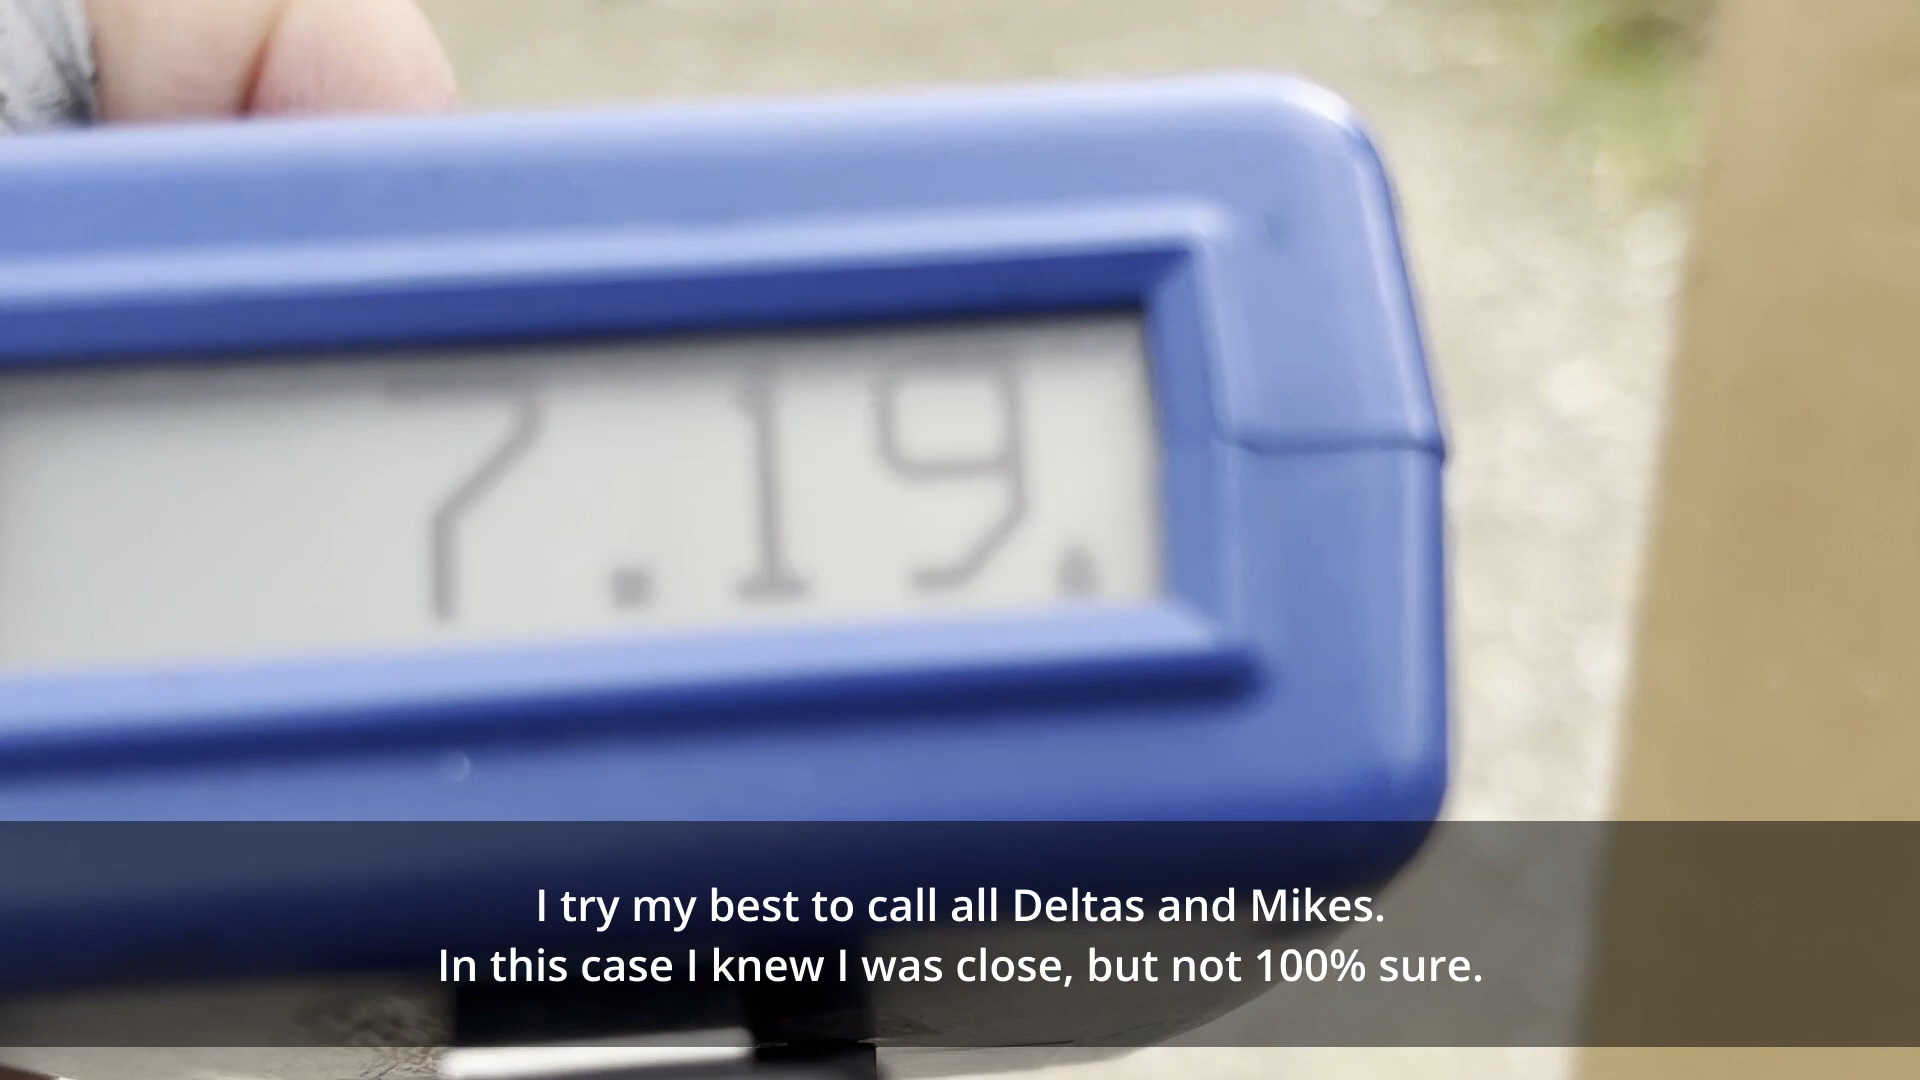 7.19.
I try my best to call all Deltas and Mikes.
In this case I knew I was close, but not 100% sure.